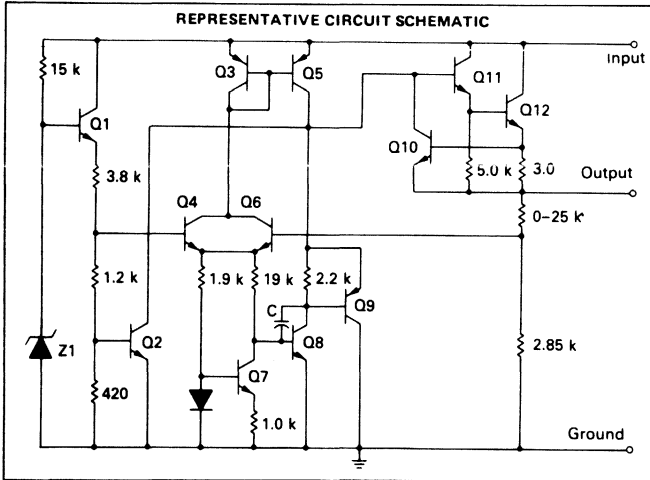 REPRESENTATIVE CIRCUIT SCHEMATIC
Input
15 k
Q3
Q5
Q11
Q1
Q12
Q10
3.8 k
5.0 k
3.0
Output
Q4
Q6
0–25 k
1.2 k
1.9 k
19 k
2.2 k
Q9
C
Z1
Q2
Q8
2.85 k
Q7
420
1.0 k
Ground